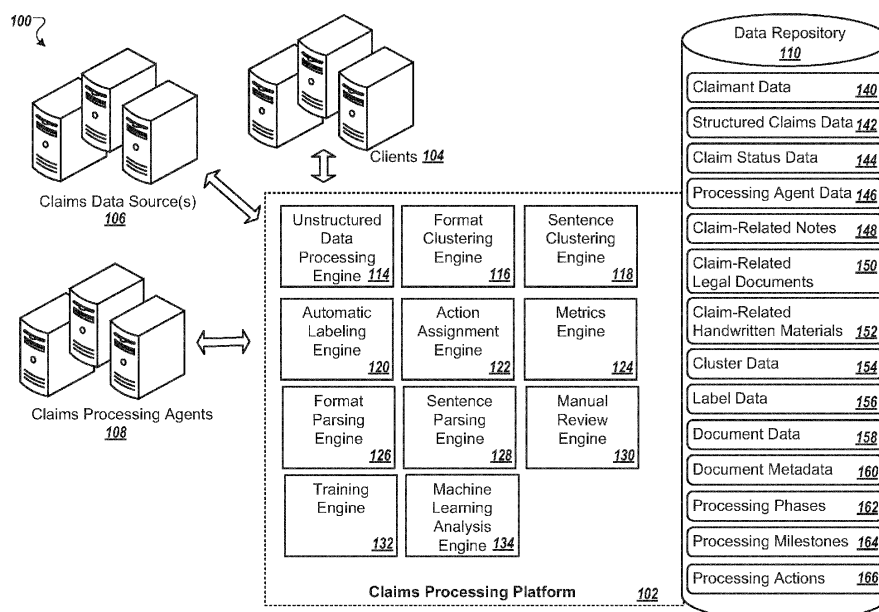 100
Clients 104
Claims Data Source(s)
106
Claims Processing Agents
108
Unstructured
Data
Processing
Engine 114
Format
Clustering
Engine
116
Sentence
Clustering
Engine
118
Automatic
Labeling
Engine
120
Action
Assignment
Engine
122
Metrics
Engine
124
Format
Parsing
Engine
126
Sentence
Parsing
Engine
128
Manual
Review
Engine
130
Training
Engine
132
Machine
Learning
Analysis
Engine 134
Claims Processing Platform 102
Data Repository
110
Claimant Data 140
Structured Claims Data 142
Claim Status Data 144
Processing Agent Data 146
Claim-Related Notes 148
Claim-Related 150
Legal Documents
Claim-Related
Handwritten Materials 152
Cluster Data 154
Label Data 156
Document Data 158
Document Metadata 160
Processing Phases 162
Processing Milestones 164
Processing Actions 166